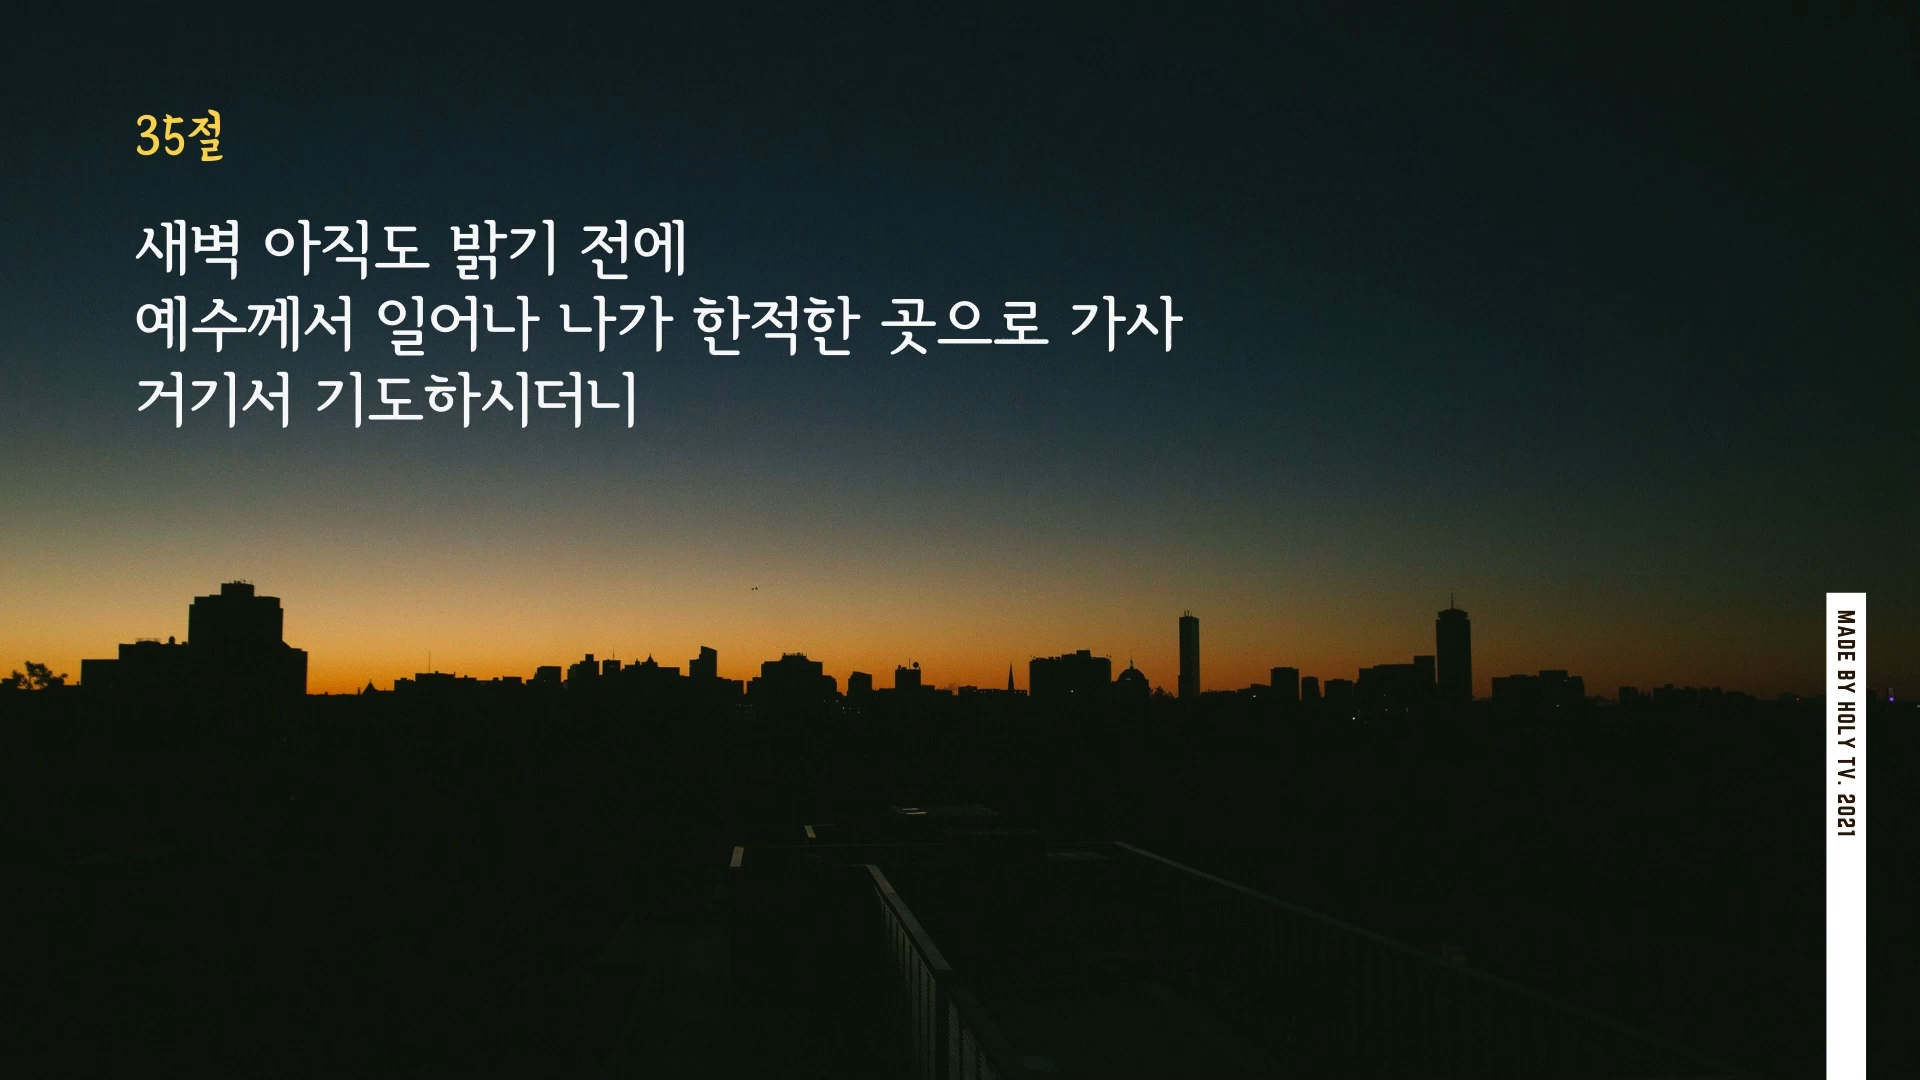 35절
새벽 아직도 밝기 전에
예수께서 일어나 나가 한적한 곳으로 가사
거기서 기도하시더니
MADE BY HOLY TV. 2021